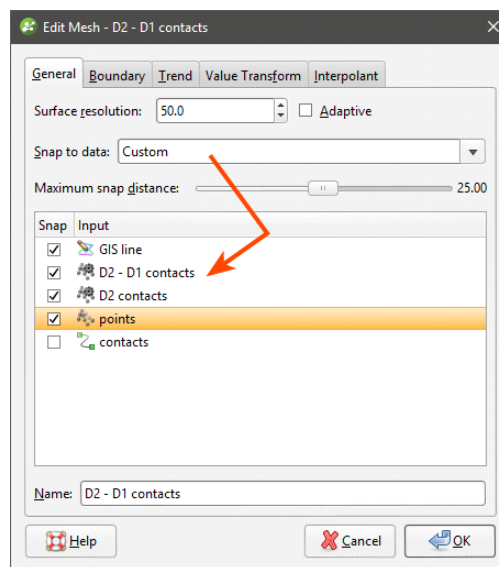 Edit Mesh - D2 - D1 contacts
General Boundary Trend Value Transform Interpolant
Surface resolution: 50.0 Adaptive
Snap to data: Custom
Maximum snap distance: 25.00
Snap Input
GIS line
D2 - D1 contacts
D2 contacts
points
contacts
Name: D2 - D1 contacts
Help Cancel OK